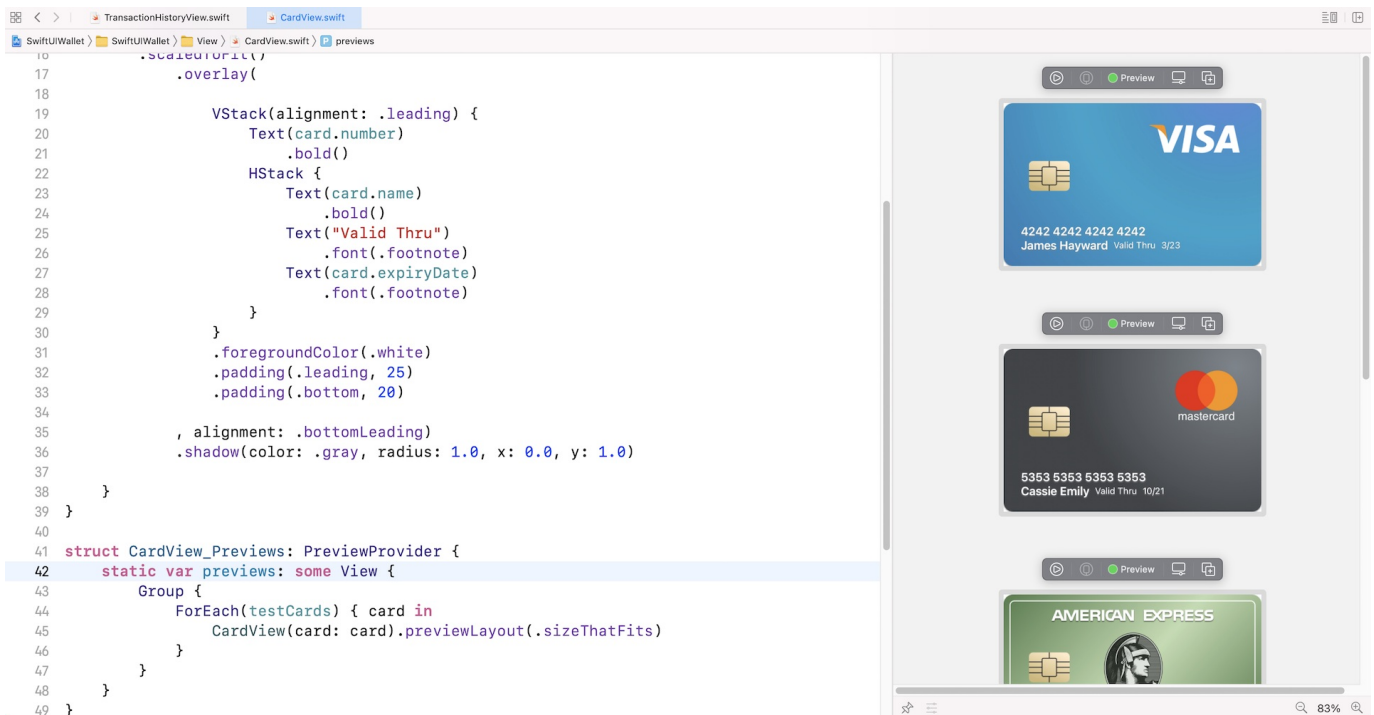 TransactionHistoryView.swift
CardView.swift
SwiftUIWallet 〉 SwiftUIWallet 〉 View 〉 CardView.swift 〉 P previews
16 .scaledToFit()
17 .overlay(
18
19 VStack(alignment: .leading) {
20 Text(card.number)
21 .bold()
22 HStack {
23 Text(card.name)
24 .bold()
25 Text("Valid Thru")
26 .font(.footnote)
27 Text(card.expiryDate)
28 .font(.footnote)
29 }
30 }
31 .foregroundColor(.white)
32 .padding(.leading, 25)
33 .padding(.bottom, 20)
34
35 , alignment: .bottomLeading)
36 .shadow(color: .gray, radius: 1.0, x: 0.0, y: 1.0)
37
38 }
39 }
40
41 struct CardView_Previews: PreviewProvider {
42 static var previews: some View {
43 Group {
44 ForEach(testCards) { card in
45 CardView(card: card).previewLayout(.sizeThatFits)
46 }
47 }
48 }
49 }
Preview
VISA
4242 4242 4242 4242
James Hayward Valid Thru 3/23
Preview
mastercard
5353 5353 5353 5353
Cassie Emily Valid Thru 10/21
Preview
AMERICAN EXPRESS
83%